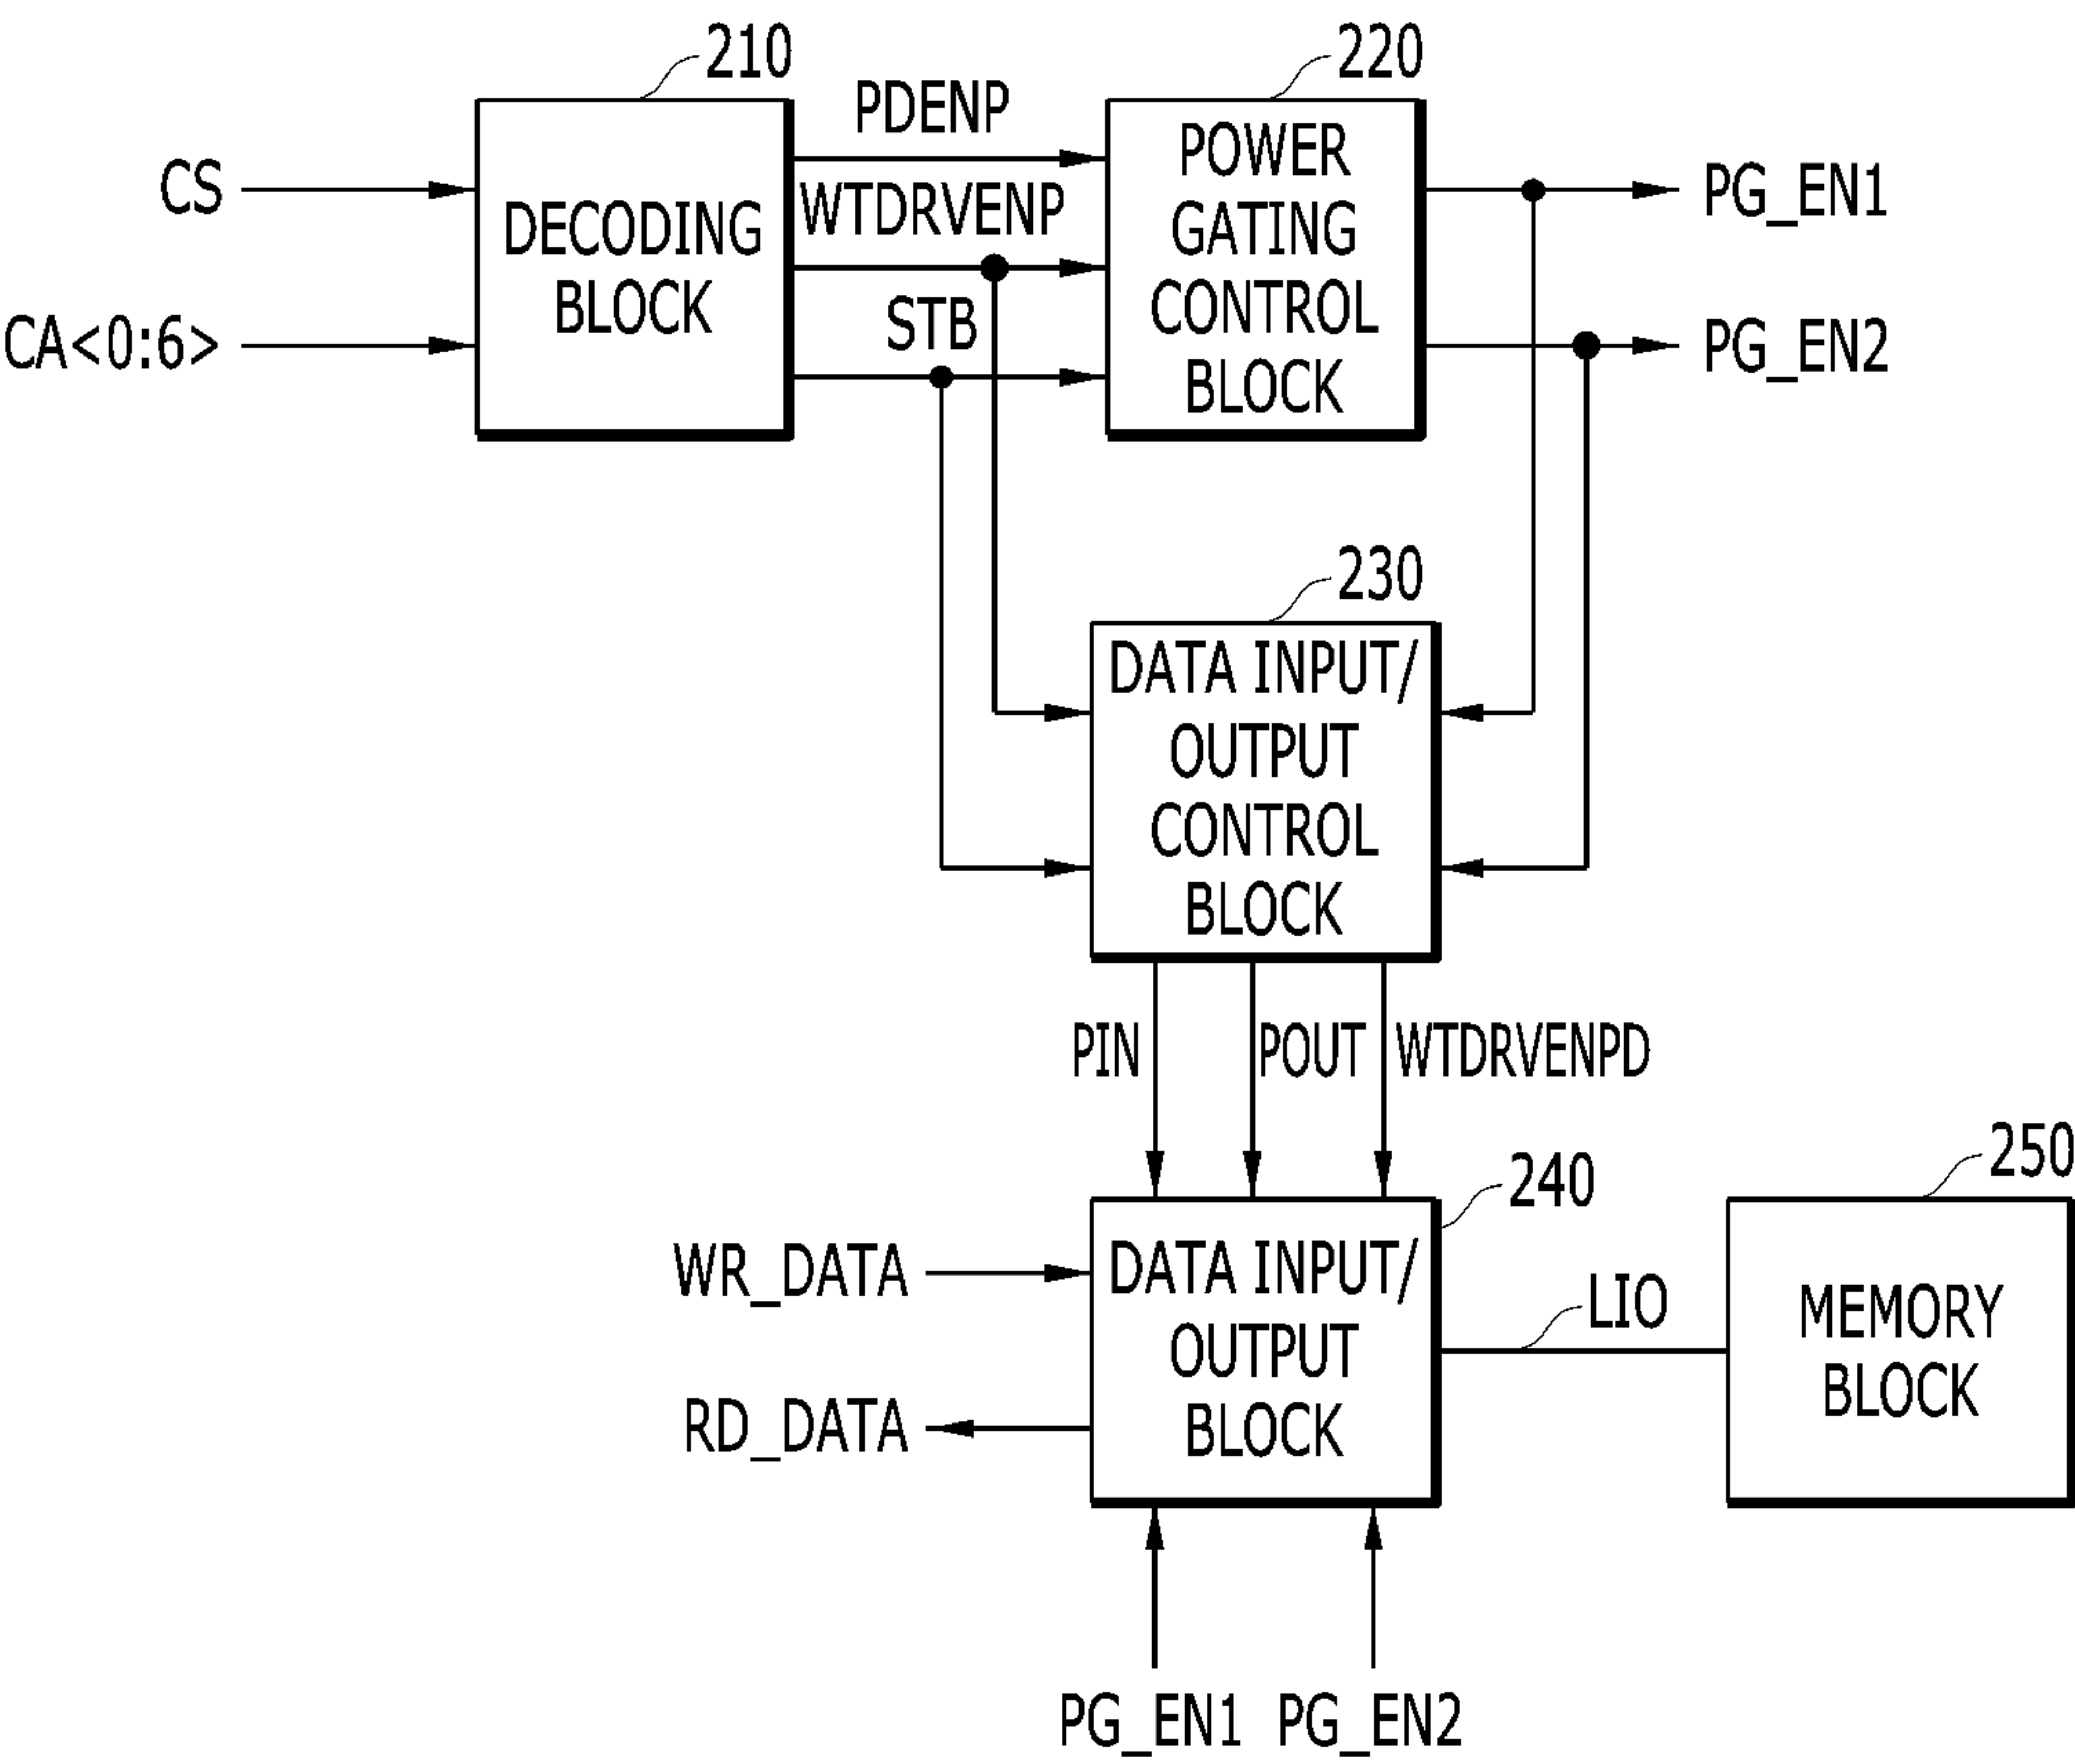 210
220
PDENP
POWER
GATING
CONTROL
BLOCK
CS
WTDRVENP
PG_EN1
DECODING
BLOCK
STB
CA<0:6>
PG_EN2
230
DATA INPUT/
OUTPUT
CONTROL
BLOCK
PIN
POUT
WTDRVENPD
240
250
WR_DATA
DATA INPUT/
OUTPUT
BLOCK
LIO
MEMORY
BLOCK
RD_DATA
PG_EN1
PG_EN2